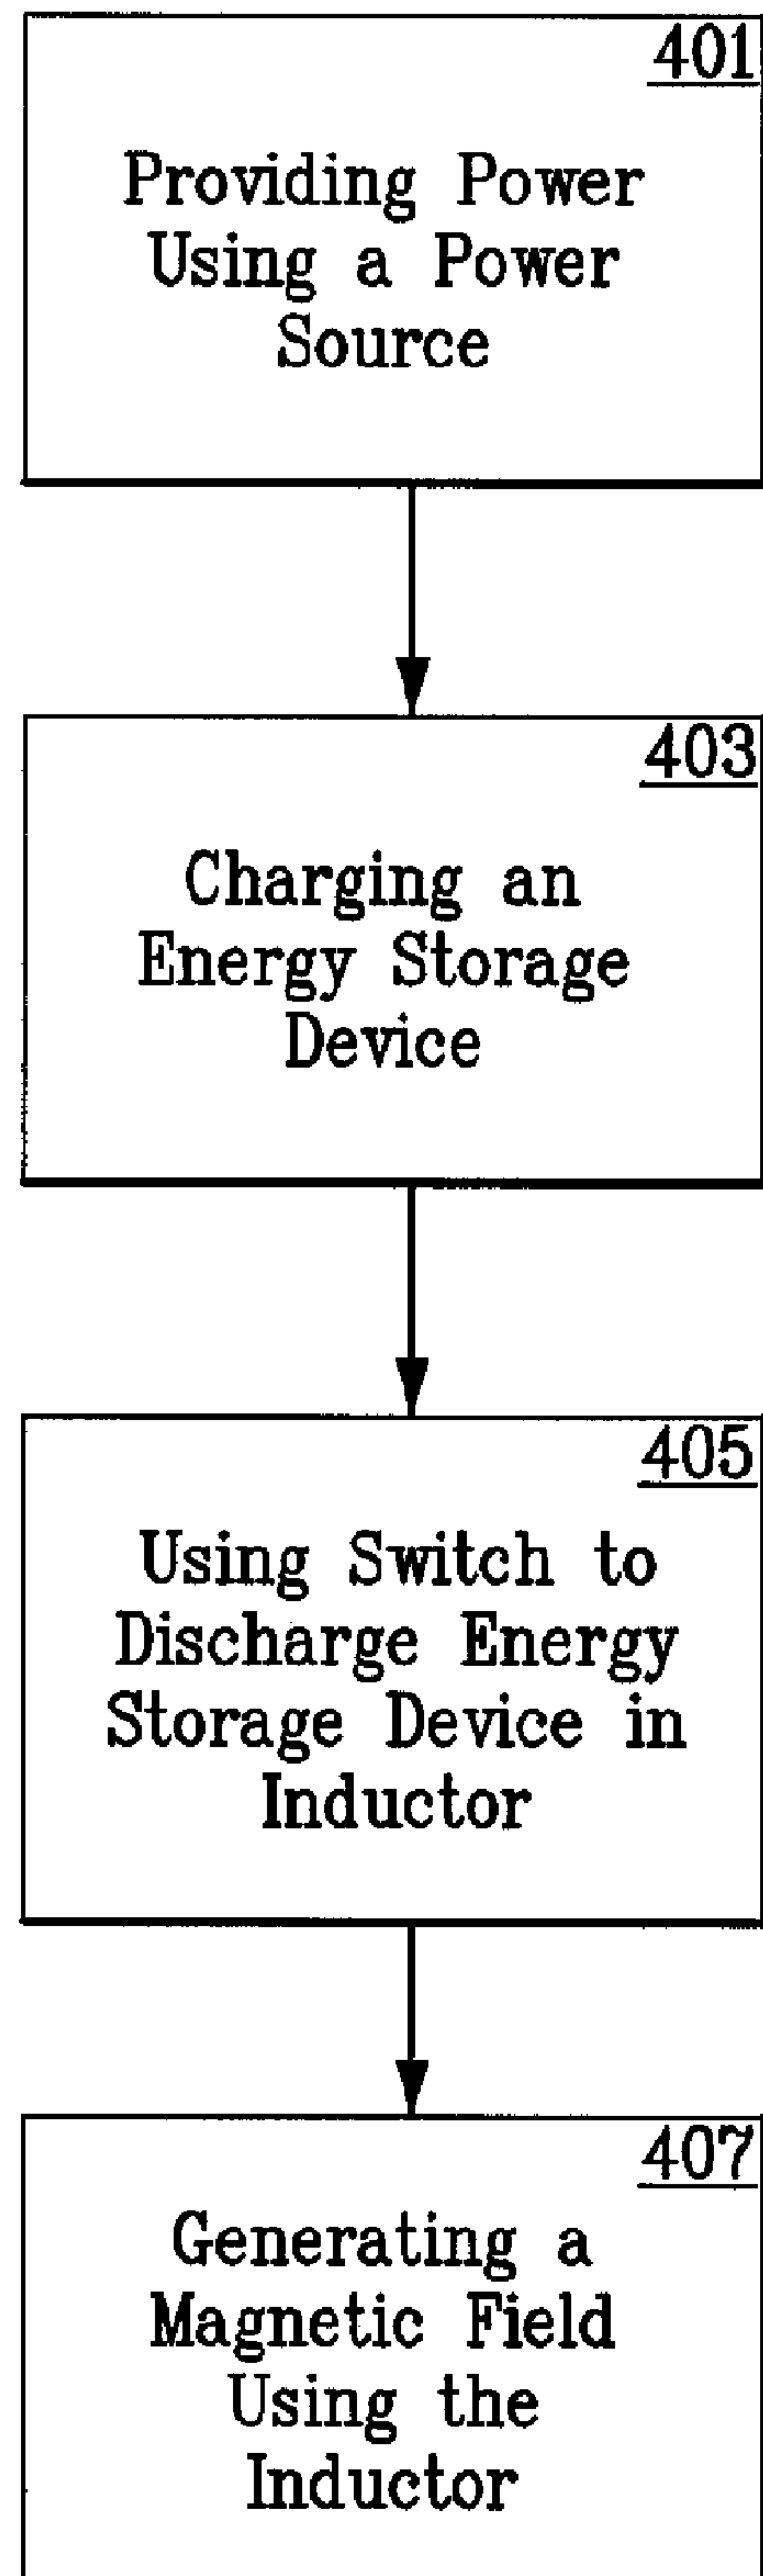 401
Providing Power
Using a Power
Source
403
Charging an
Energy Storage
Device
405
Using Switch to
Discharge Energy
Storage Device in
Inductor
407
Generating a
Magnetic Field
Using the
Inductor